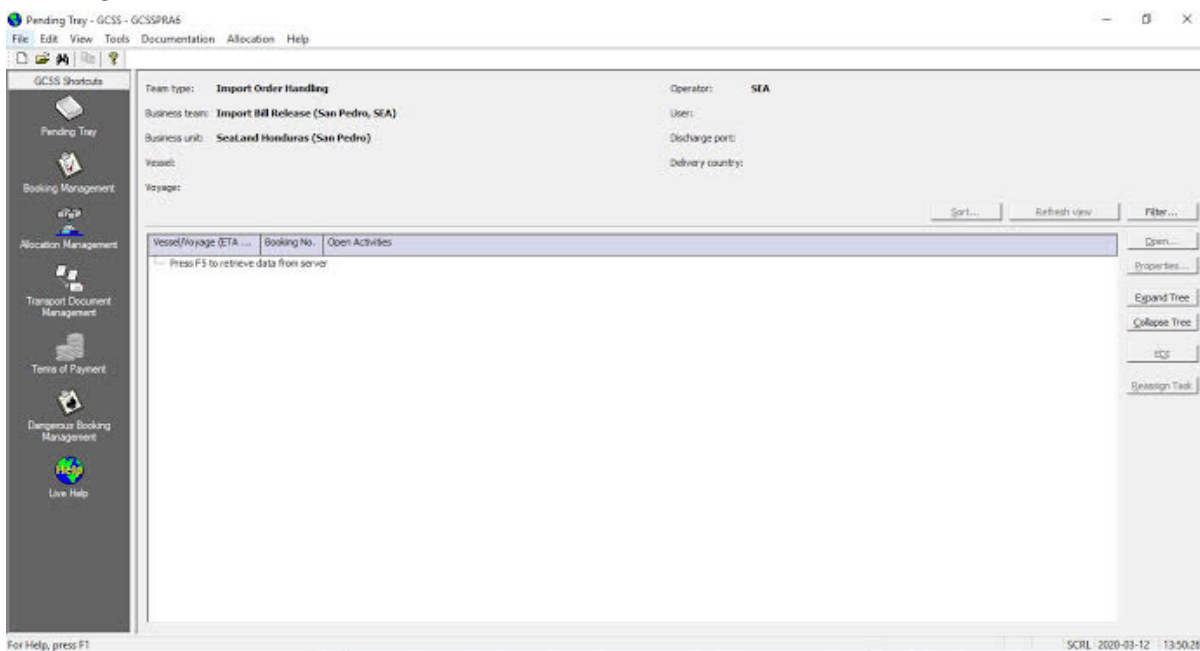 Pending Tray - GCSS - GCSSPRA6
File Edit View Tools Documentation Allocation Help
GCSS Shortcuts
Pending Tray
Booking Management
Allocation Management
Transport Document
Management
Terms of Payment
Dangerous Booking
Management
Help
Live Help
Team type: Import Order Handling
Operator: SEA
Business team: Import Bill Release (San Pedro, SEA)
User:
Business unit: SeaLand Honduras (San Pedro)
Discharge port:
Vessel:
Delivery country:
Voyage:
Sort... Refresh view Filter...
Vessel/Voyage (ETA ... Booking No. Open Activities
Press F5 to retrieve data from server
Open...
Properties...
Expand Tree
Collapse Tree
Reassign Task
For Help, press F1
SCRL 2020-03-12 13:50:26